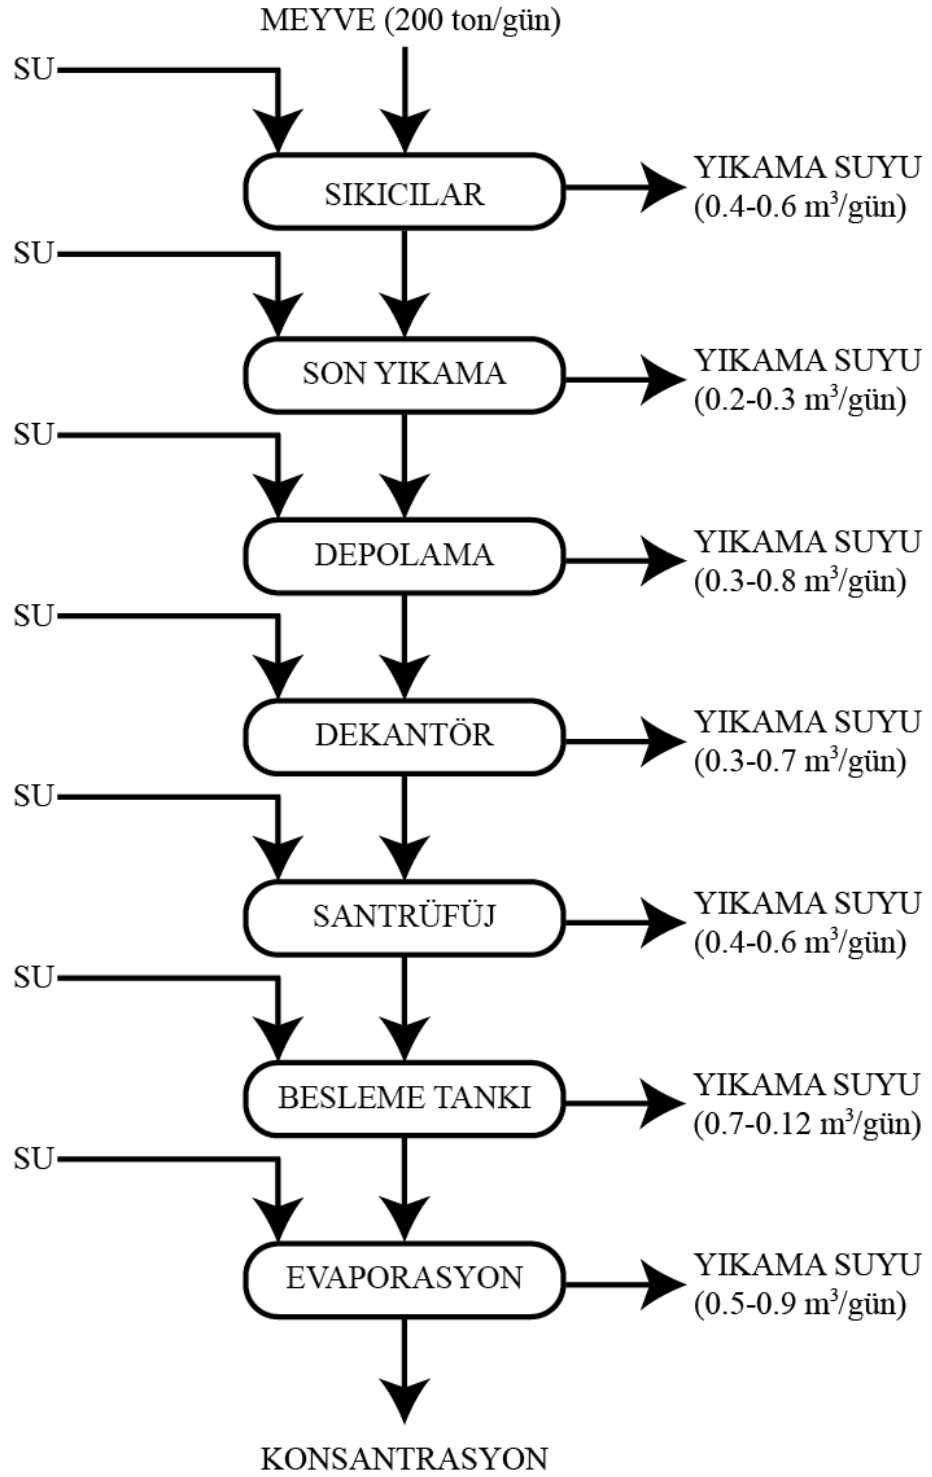 MEYVE (200 ton/gün)
SU
SIKICILAR
YIKAMA SUYU
(0.4-0.6 m³/gün)
SU
SON YIKAMA
YIKAMA SUYU
(0.2-0.3 m³/gün)
SU
DEPOLAMA
YIKAMA SUYU
(0.3-0.8 m³/gün)
SU
DEKANTÖR
YIKAMA SUYU
(0.3-0.7 m³/gün)
SU
SANTRÜFÜJ
YIKAMA SUYU
(0.4-0.6 m³/gün)
SU
BESLEME TANKI
YIKAMA SUYU
(0.7-0.12 m³/gün)
SU
EVAPORASYON
YIKAMA SUYU
(0.5-0.9 m³/gün)
KONSANTRASYON